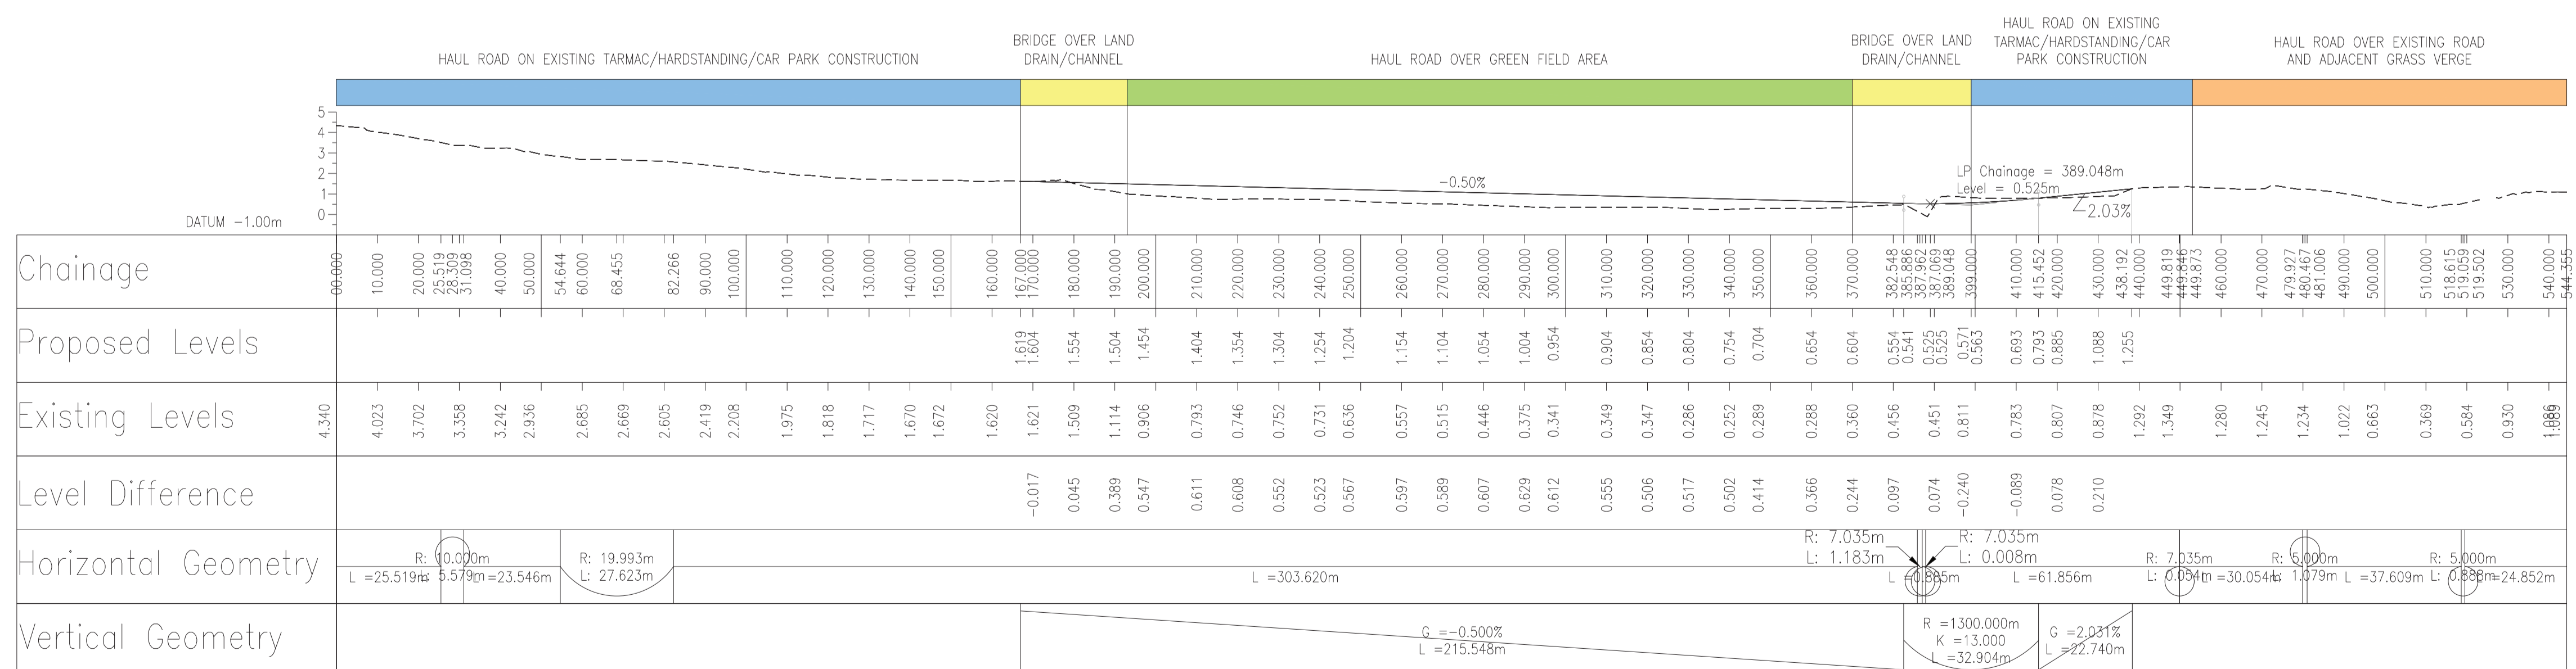 HAUL ROAD ON EXISTING TARMAC/HARDSTANDING/CAR PARK CONSTRUCTION
BRIDGE OVER LAND
DRAIN/CHANNEL
HAUL ROAD OVER GREEN FIELD AREA
BRIDGE OVER LAND
DRAIN/CHANNEL
HAUL ROAD ON EXISTING
TARMAC/HARDSTANDING/CAR
PARK CONSTRUCTION
HAUL ROAD OVER EXISTING ROAD
AND ADJACENT GRASS VERGE
5
4
3
2
1
0
DATUM -1.00m
-0.50%
LP Chainage = 389.048m
Level = 0.525m
2.03%
Chainage
00.000 10.000 20.000 25.519 28.309 31.098 40.000 50.000 54.644 60.000 68.455 82.266 90.000 100.000 110.000 120.000 130.000 140.000 150.000 160.000 167.000 170.000 180.000 190.000 200.000 210.000 220.000 230.000 240.000 250.000 260.000 270.000 280.000 290.000 300.000 310.000 320.000 330.000 340.000 350.000 360.000 370.000 382.548 385.886 387.962 387.069 389.048 399.000 410.000 415.452 420.000 430.000 438.192 440.000 449.819 449.846 449.873 460.000 470.000 479.927 480.467 481.006 490.000 500.000 510.000 518.615 519.059 519.502 530.000 540.000 544.355
Proposed Levels
1.619 1.604 1.554 1.504 1.454 1.404 1.354 1.304 1.254 1.204 1.154 1.104 1.054 1.004 0.954 0.904 0.854 0.804 0.754 0.704 0.654 0.604 0.554 0.541 0.525 0.525 0.571 0.563 0.693 0.793 0.885 1.088 1.255
Existing Levels
4.340 4.023 3.702 3.358 3.242 2.936 2.685 2.669 2.605 2.419 2.208 1.975 1.818 1.717 1.670 1.672 1.620 1.621 1.509 1.114 0.906 0.793 0.746 0.752 0.731 0.636 0.557 0.515 0.446 0.375 0.341 0.349 0.347 0.286 0.252 0.289 0.288 0.360 0.456 0.451 0.811 0.783 0.807 0.878 1.292 1.349 1.280 1.245 1.234 1.022 0.663 0.369 0.584 0.930 1.086 1.089
Level Difference
-0.017 0.045 0.389 0.547 0.611 0.608 0.552 0.523 0.567 0.597 0.589 0.607 0.629 0.612 0.555 0.506 0.517 0.502 0.414 0.366 0.244 0.097 0.074 -0.240 -0.089 0.078 0.210
Horizontal Geometry
L =25.519m
R: 10.000m
L: 5.579m
L =23.546m
R: 19.993m
L: 27.623m
L =303.620m
R: 7.035m
L: 1.183m
L =0.885m
R: 7.035m
L: 0.008m
L =61.856m
R: 7.035m
L: 0.054m
L =30.054m
R: 5.000m
L: 1.079m
L =37.609m
R: 5.000m
L: 0.888m
L =24.852m
Vertical Geometry
G =-0.500%
L =215.548m
R =1300.000m
K =13.000
L =32.904m
G =2.031%
L =22.740m